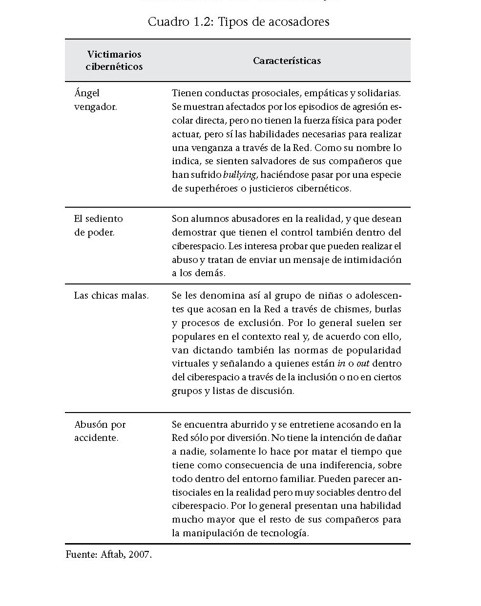 Cuadro 1.2: Tipos de acosadores
Victimarios
cibernéticos
Características
Ángel
vengador.
Tienen conductas prosociales, empáticas y solidarias.
Se muestran afectados por los episodios de agresión es-
colar directa, pero no tienen la fuerza física para poder
actuar, pero sí las habilidades necesarias para realizar
una venganza a través de la Red. Como su nombre lo
indica, se sienten salvadores de sus compañeros que
han sufrido bullying, haciéndose pasar por una especie
de superhéroes o justicieros cibernéticos.
El sediento
de poder.
Son alumnos abusadores en la realidad, y que desean
demostrar que tienen el control también dentro del
ciberespacio. Les interesa probar que pueden realizar el
abuso y tratan de enviar un mensaje de intimidación
a los demás.
Las chicas malas.
Se les denomina así al grupo de niñas o adolescen-
tes que acosan en la Red a través de chismes, burlas
y procesos de exclusión. Por lo general suelen ser
populares en el contexto real y, de acuerdo con ello,
van dictando también las normas de popularidad
virtuales y señalando a quienes están in o out dentro
del ciberespacio a través de la inclusión o no en ciertos
grupos y listas de discusión.
Abusón por
accidente.
Se encuentra aburrido y se entretiene acosando en la
Red sólo por diversión. No tiene la intención de dañar
a nadie, solamente lo hace por matar el tiempo que
tiene como consecuencia de una indiferencia, sobre
todo dentro del entorno familiar. Pueden parecer an-
tisociales en la realidad pero muy sociables dentro del
ciberespacio. Por lo general presentan una habilidad
mucho mayor que el resto de sus compañeros para
la manipulación de tecnología.
Fuente: Aftab, 2007.